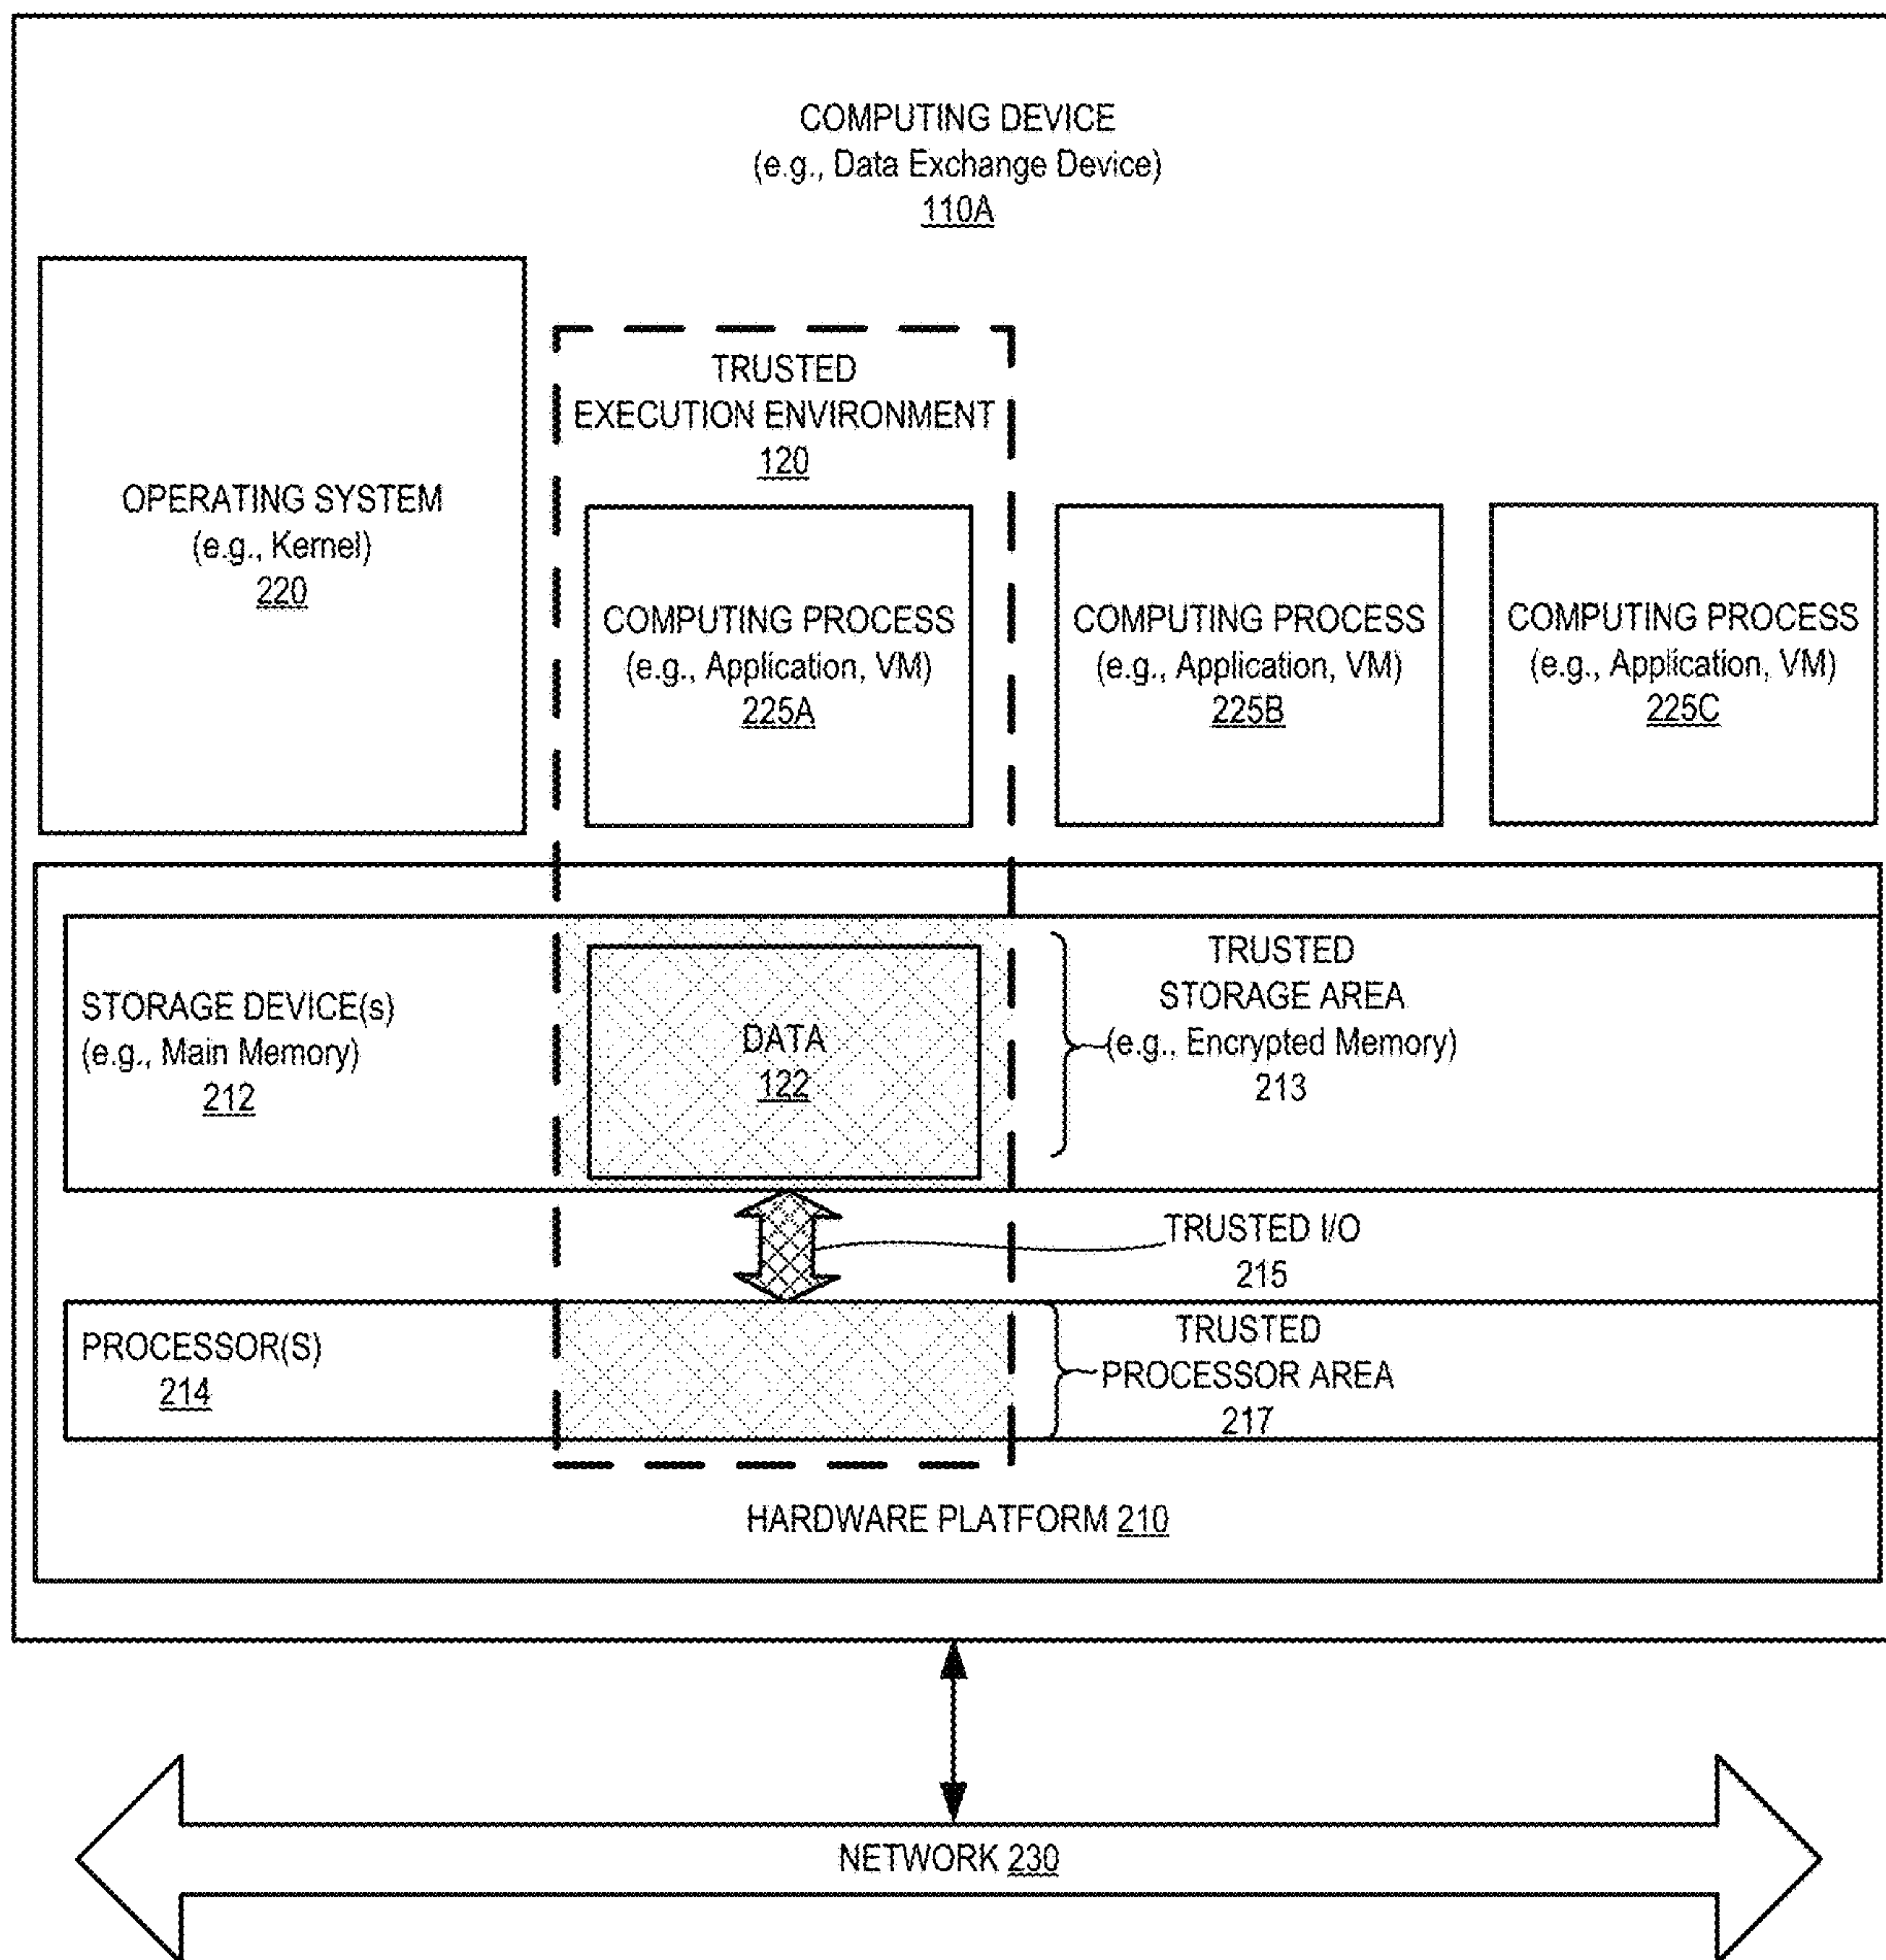 COMPUTING DEVICE
(e.g., Data Exchange Device)
110A
OPERATING SYSTEM
(e.g., Kernel)
220
TRUSTED
EXECUTION ENVIRONMENT
120
COMPUTING PROCESS
(e.g., Application, VM)
225A
COMPUTING PROCESS
(e.g., Application, VM)
225B
COMPUTING PROCESS
(e.g., Application, VM)
225C
STORAGE DEVICE(s)
(e.g., Main Memory)
212
DATA
122
TRUSTED
STORAGE AREA
(e.g., Encrypted Memory)
213
TRUSTED I/O
215
PROCESSOR(S)
214
TRUSTED
PROCESSOR AREA
217
HARDWARE PLATFORM 210
NETWORK 230